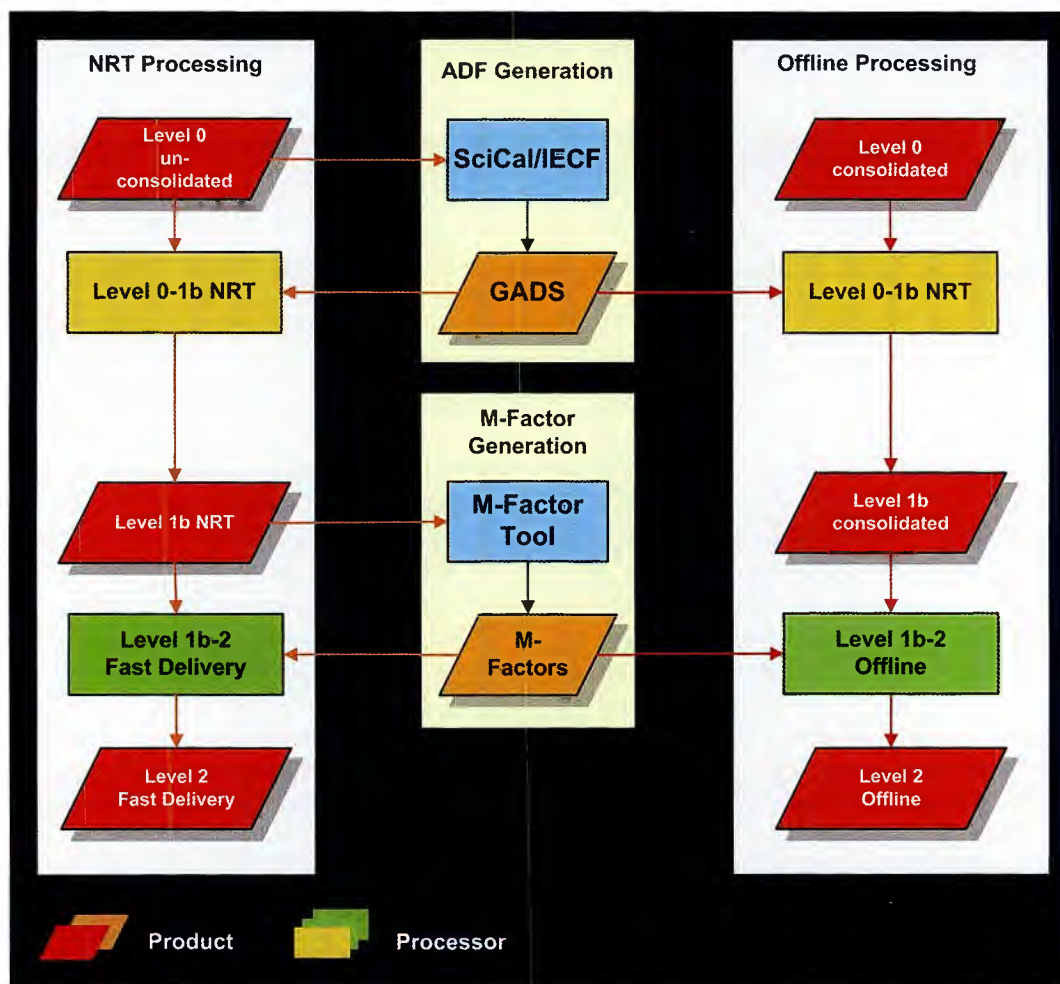 NRT Processing
Level 0
un-
consolidated
Level 0-1b NRT
Level 1b NRT
Level 1b-2
Fast Delivery
Level 2
Fast Delivery
ADF Generation
SciCal/IECF
GADS
M-Factor
Generation
M-Factor
Tool
M-
Factors
Offline Processing
Level 0
consolidated
Level 0-1b NRT
Level 1b
consolidated
Level 1b-2
Offline
Level 2
Offline
Product
Processor